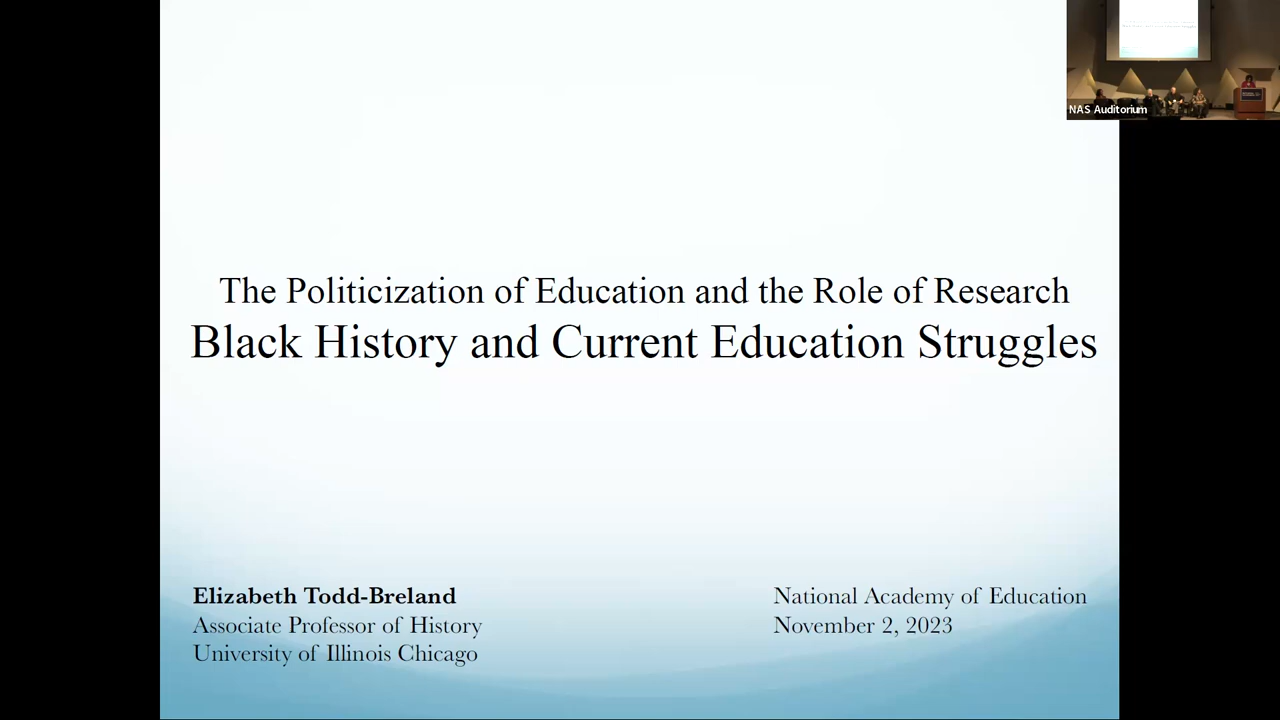 NAS Auditorium
The Politicization of Education and the Role of Research
Black History and Current Education Struggles
Elizabeth Todd-Breland
Associate Professor of History
University of Illinois Chicago
National Academy of Education
November 2, 2023